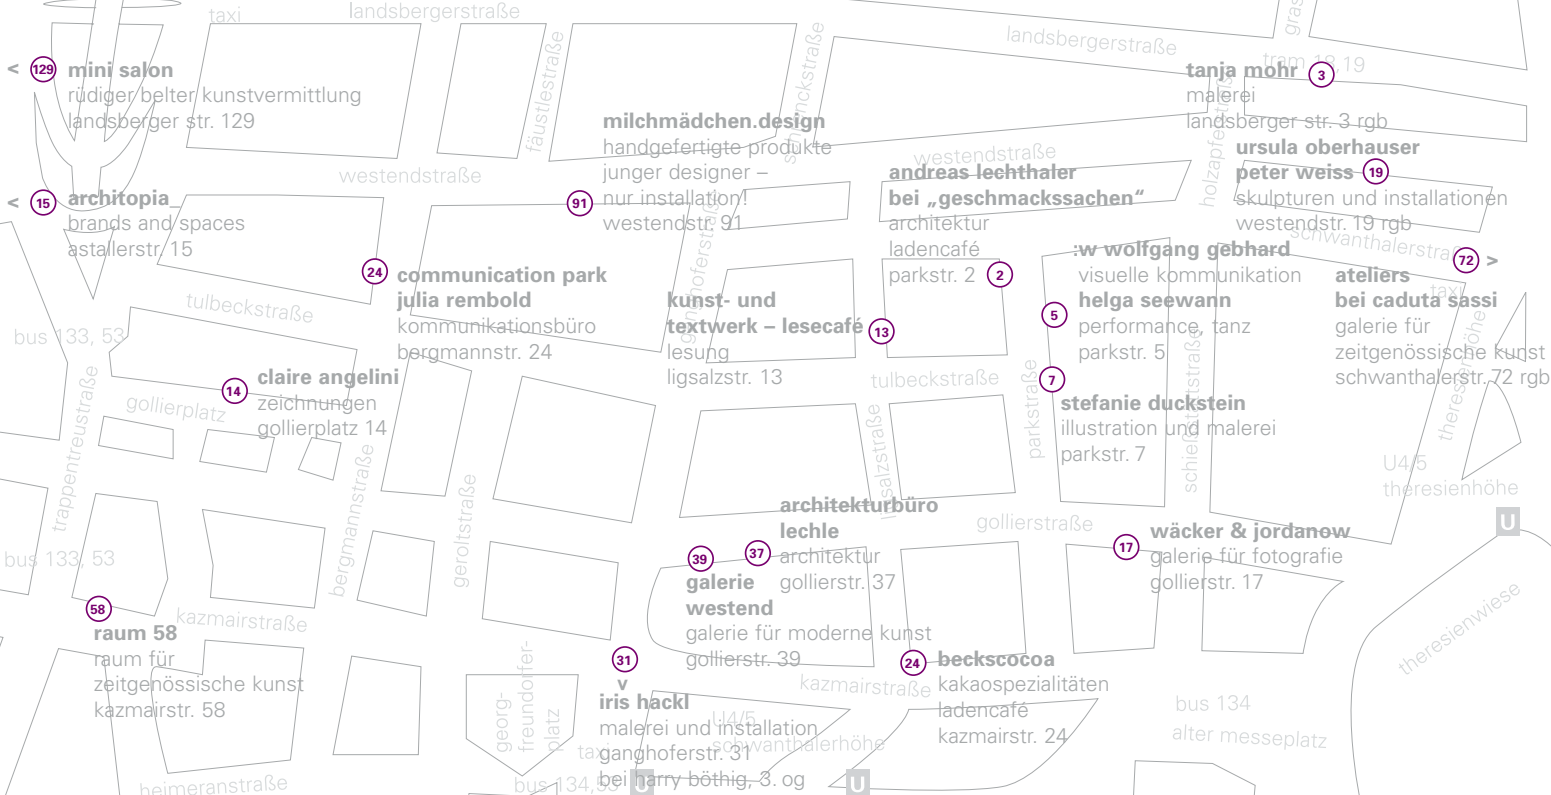 taxi
landsbergerstraße
landsbergerstraße
tram 18,19
< 129 mini salon
rüdiger belter kunstvermittlung
landsberger str. 129
fäustlestraße
milchmädchen.design
handgefertigte produkte
junger designer –
nur installation!
westendstr. 91
91
tanja mohr 3
malerei
landsberger str. 3 rgb
ursula oberhauser
peter weiss 19
skulpturen und installationen
westendstr. 19 rgb
westendstraße
westendstraße
andreas lechthaler
bei „geschmackssachen“
architektur
ladencafé
parkstr. 2 2
holzapfelstraße
< 15 architopia
brands and spaces
astallerstr. 15
schwanthalerstraße
72 >
:w wolfgang gebhard
visuelle kommunikation
helga seewann
performance, tanz
parkstr. 5
5
ateliers
bei caduta sassi
galerie für
zeitgenössische kunst
schwanthalerstr. 72 rgb
taxi
24
communication park
julia rembold
kommunikationsbüro
bergmannstr. 24
ganghoferstraße
kunst- und
textwerk – lesecafé 13
lesung
ligsalzstr. 13
tulbeckstraße
bus 133, 53
14 claire angelini
zeichnungen
gollierplatz 14
gollierplatz
tulbeckstraße
parkstraße
7
stefanie duckstein
illustration und malerei
parkstr. 7
schießstättstraße
theresienhöhe
U4/5
theresienhöhe
U
trappentreustraße
bergmannstraße
geroltstraße
ligsalzstraße
architekturbüro
lechle
37 architektur
gollierstr. 37
gollierstraße
17
wäcker & jordanow
galerie für fotografie
gollierstr. 17
39
galerie
westend
galerie für moderne kunst
gollierstr. 39
bus 133, 53
58
raum 58
raum für
zeitgenössische kunst
kazmairstr. 58
kazmairstraße
theresienwiese
31
v
iris hackl
malerei und installation
ganghoferstr. 31
bei harry böthig, 3. og
georg-
freundorfer-
platz
kazmairstraße
24 beckscocoa
kakaospezialitäten
ladencafé
kazmairstr. 24
U4/5
schwanthalerhöhe
taxi
bus 134
alter messeplatz
heimeranstraße
U
U